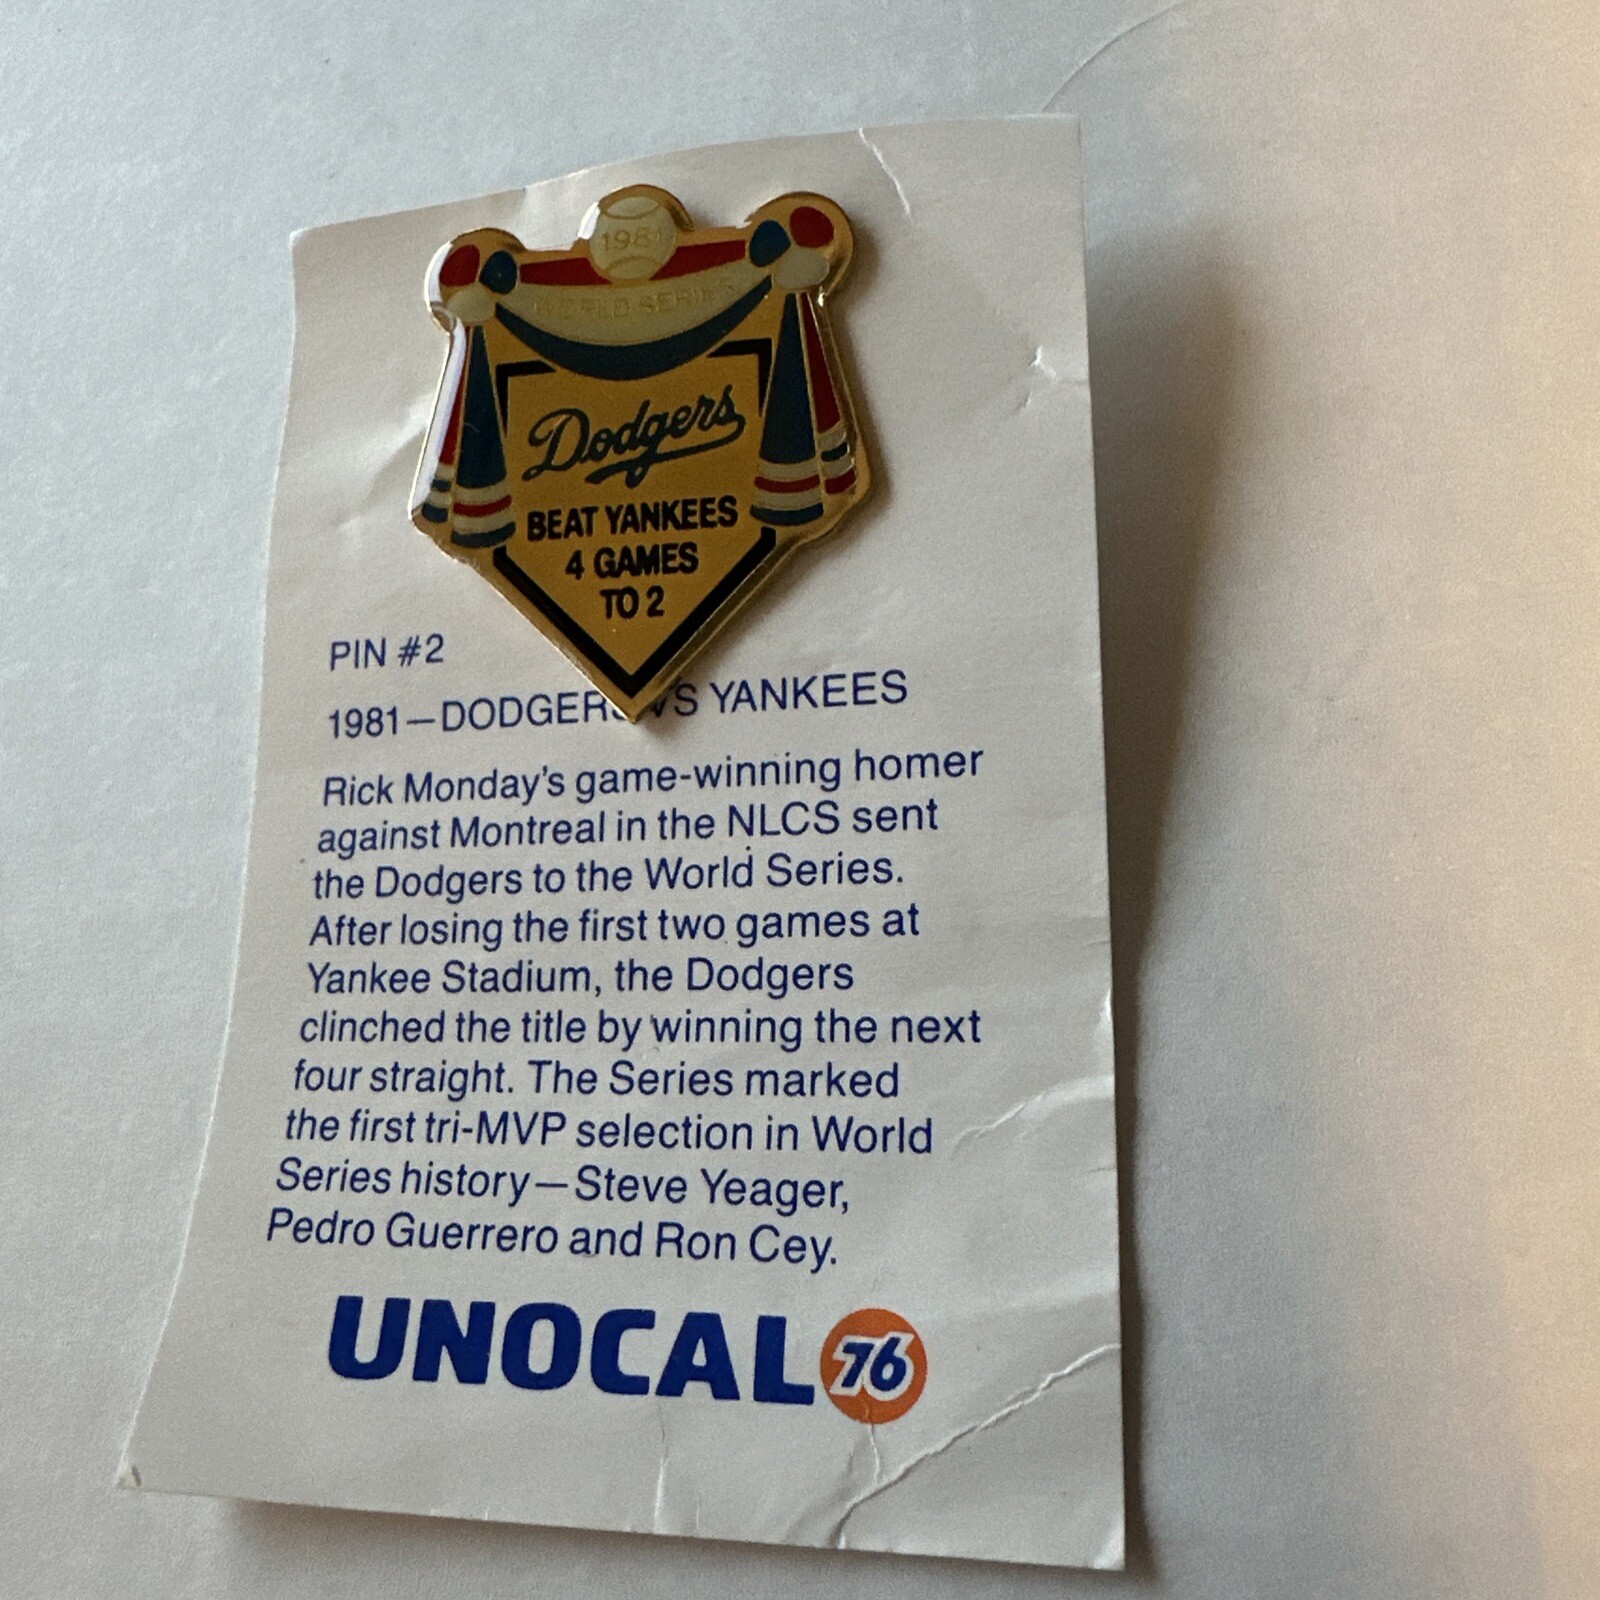 1981
WORLD SERIES
Dodgers
BEAT YANKEES
4 GAMES
TO 2
PIN #2
1981—DODGERS VS YANKEES
Rick Monday's game-winning homer
against Montreal in the NLCS sent
the Dodgers to the World Series.
After losing the first two games at
Yankee Stadium, the Dodgers
clinched the title by winning the next
four straight. The Series marked
the first tri-MVP selection in World
Series history—Steve Yeager,
Pedro Guerrero and Ron Cey.
UNOCAL 76